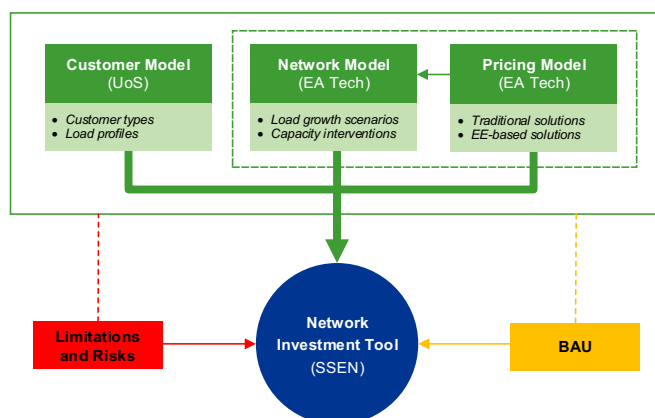 Customer Model
(UoS)
• Customer types
• Load profiles
Network Model
(EA Tech)
• Load growth scenarios
• Capacity interventions
Pricing Model
(EA Tech)
• Traditional solutions
• EE-based solutions
Limitations
and Risks
Network
Investment Tool
(SSEN)
BAU